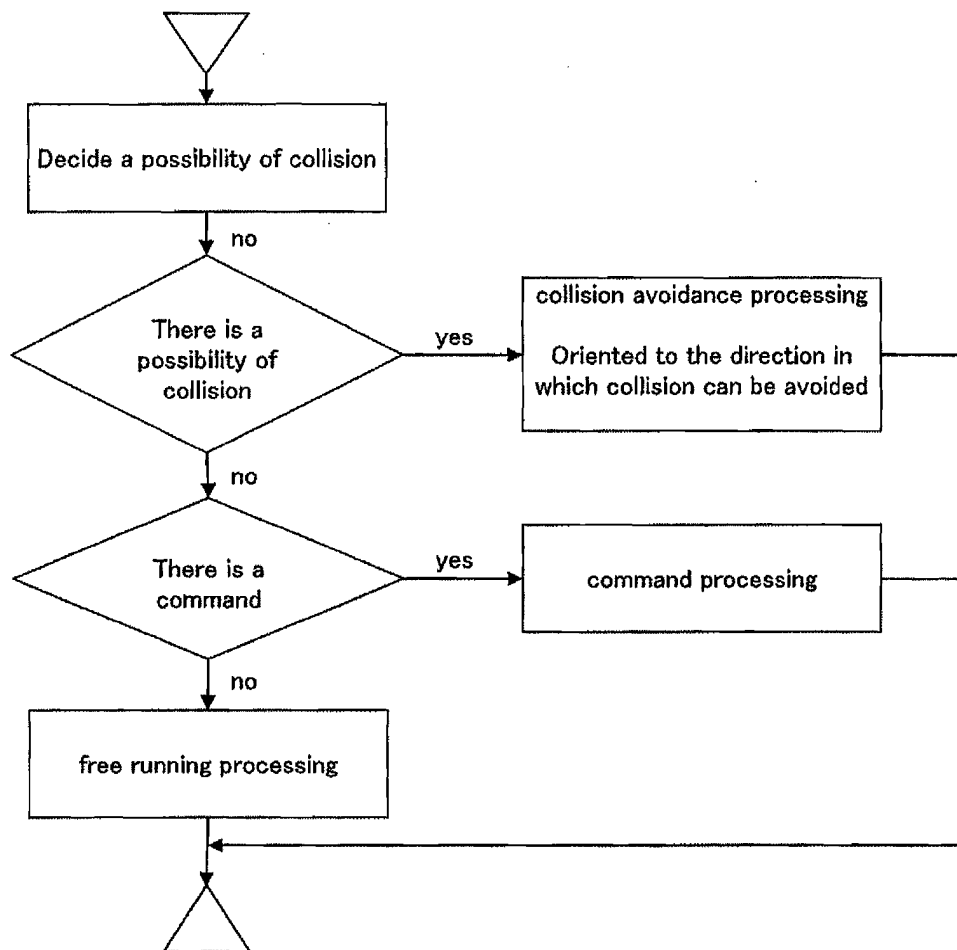 Decide a possibility of collision
no
There is a
possibility of
collision
yes
collision avoidance processing
Oriented to the direction in
which collision can be avoided
no
There is a
command
yes
command processing
no
free running processing